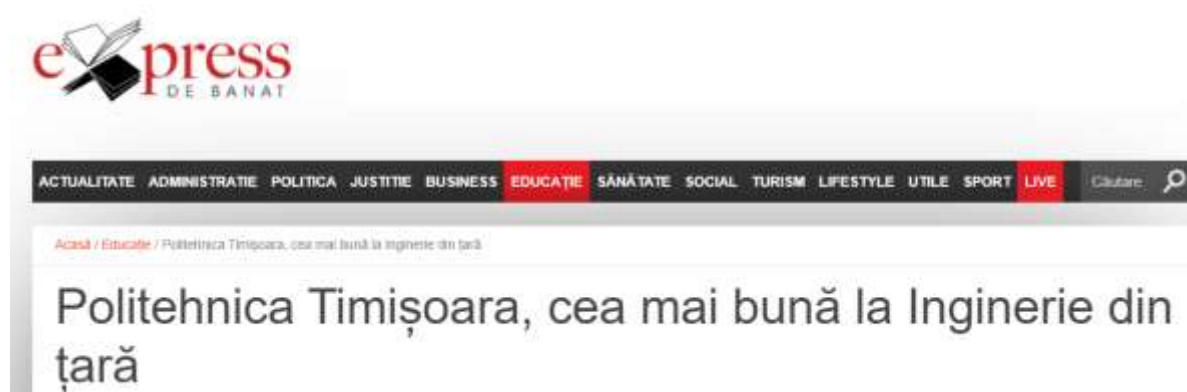 express
DE BANAT
ACTUALITATE ADMINISTRATIE POLITICA JUSTITIE BUSINESS EDUCAȚIE SĂNĂTATE SOCIAL TURISM LIFESTYLE UTILE SPORT LIVE Căutare
Acasă / Educație / Politehnica Timișoara, cea mai bună la Inginerie din țară
Politehnica Timișoara, cea mai bună la Inginerie din
țară